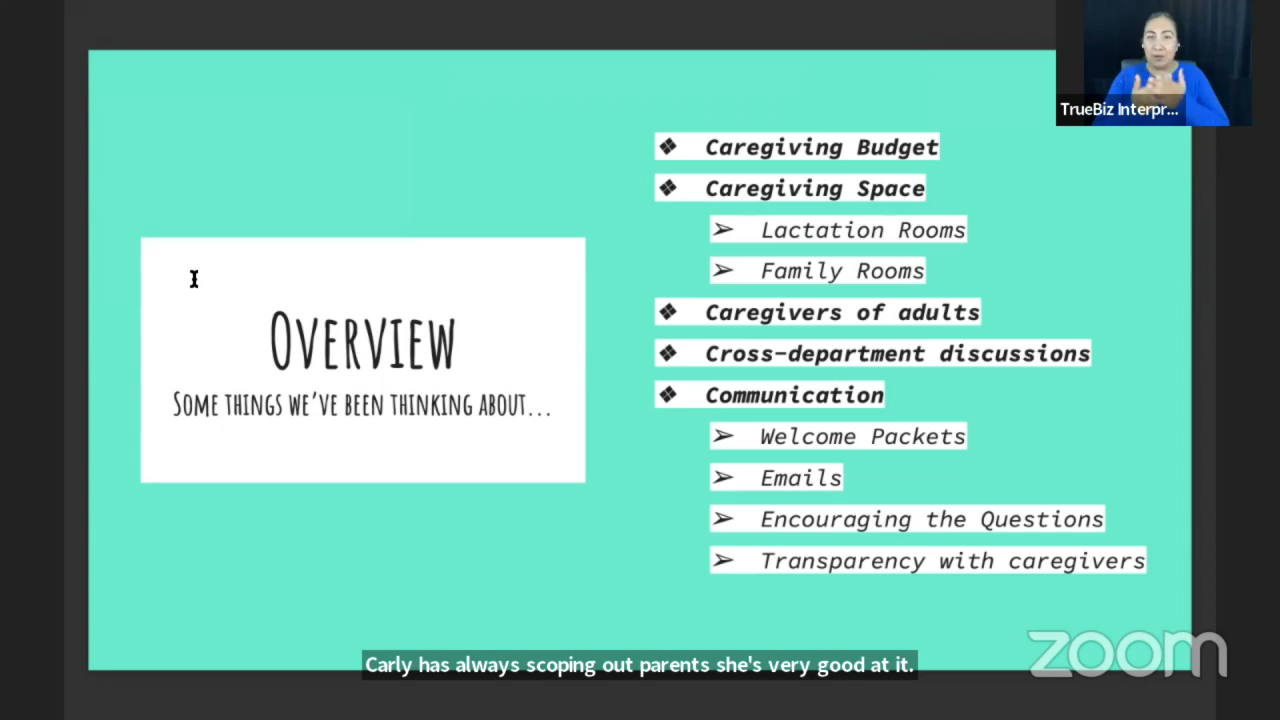 TrueBiz Interpr...
❖ Caregiving Budget
❖ Caregiving Space
➢ Lactation Rooms
➢ Family Rooms
❖ Caregivers of adults
❖ Cross-department discussions
❖ Communication
➢ Welcome Packets
➢ Emails
➢ Encouraging the Questions
➢ Transparency with caregivers
Overview
Some things we've been thinking about...
zoom
Carly has always scoping out parents she's very good at it.